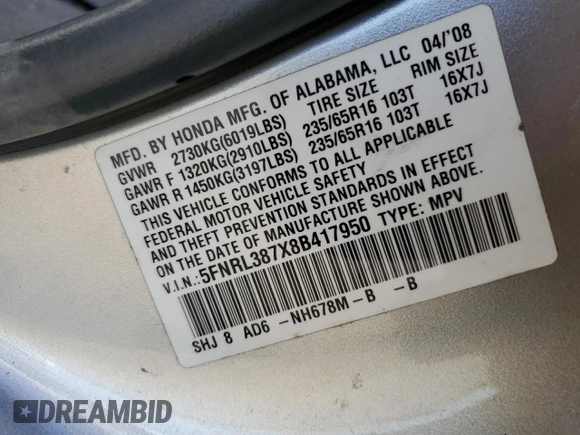 MFD. BY HONDA MFG. OF ALABAMA, LLC 04/'08
GVWR 2730KG(6019LBS) TIRE SIZE RIM SIZE
GAWR F 1320KG(2910LBS) 235/65R16 103T 16X7J
GAWR R 1450KG(3197LBS) 235/65R16 103T 16X7J
THIS VEHICLE CONFORMS TO ALL APPLICABLE
FEDERAL MOTOR VEHICLE SAFETY
AND THEFT PREVENTION STANDARDS IN EFFECT
ON THE DATE OF MANUFACTURE SHOWN ABOVE.
V.I.N.:5FNRL387X8B417950 TYPE: MPV
SHJ 8 AD6 -NH678M -B -B
DREAMBID